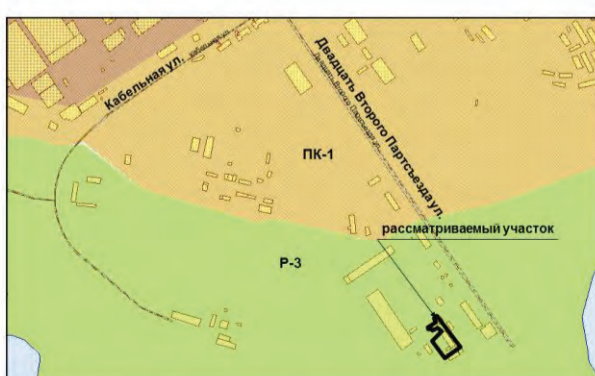 Кабельная ул.
Двадцать Второго Партсъезда ул.
ПК-1
рассматриваемый участок
Р-3